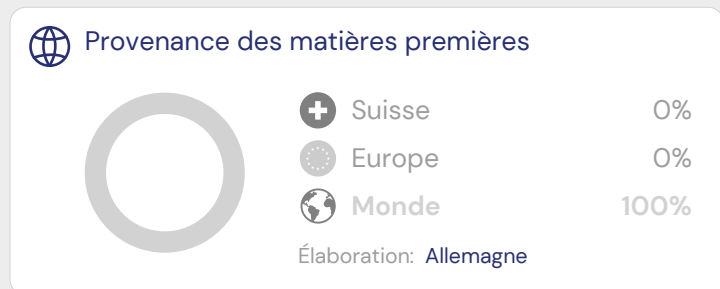 Provenance des matières premières
Suisse 0%
Europe 0%
Monde 100%
Élaboration: Allemagne